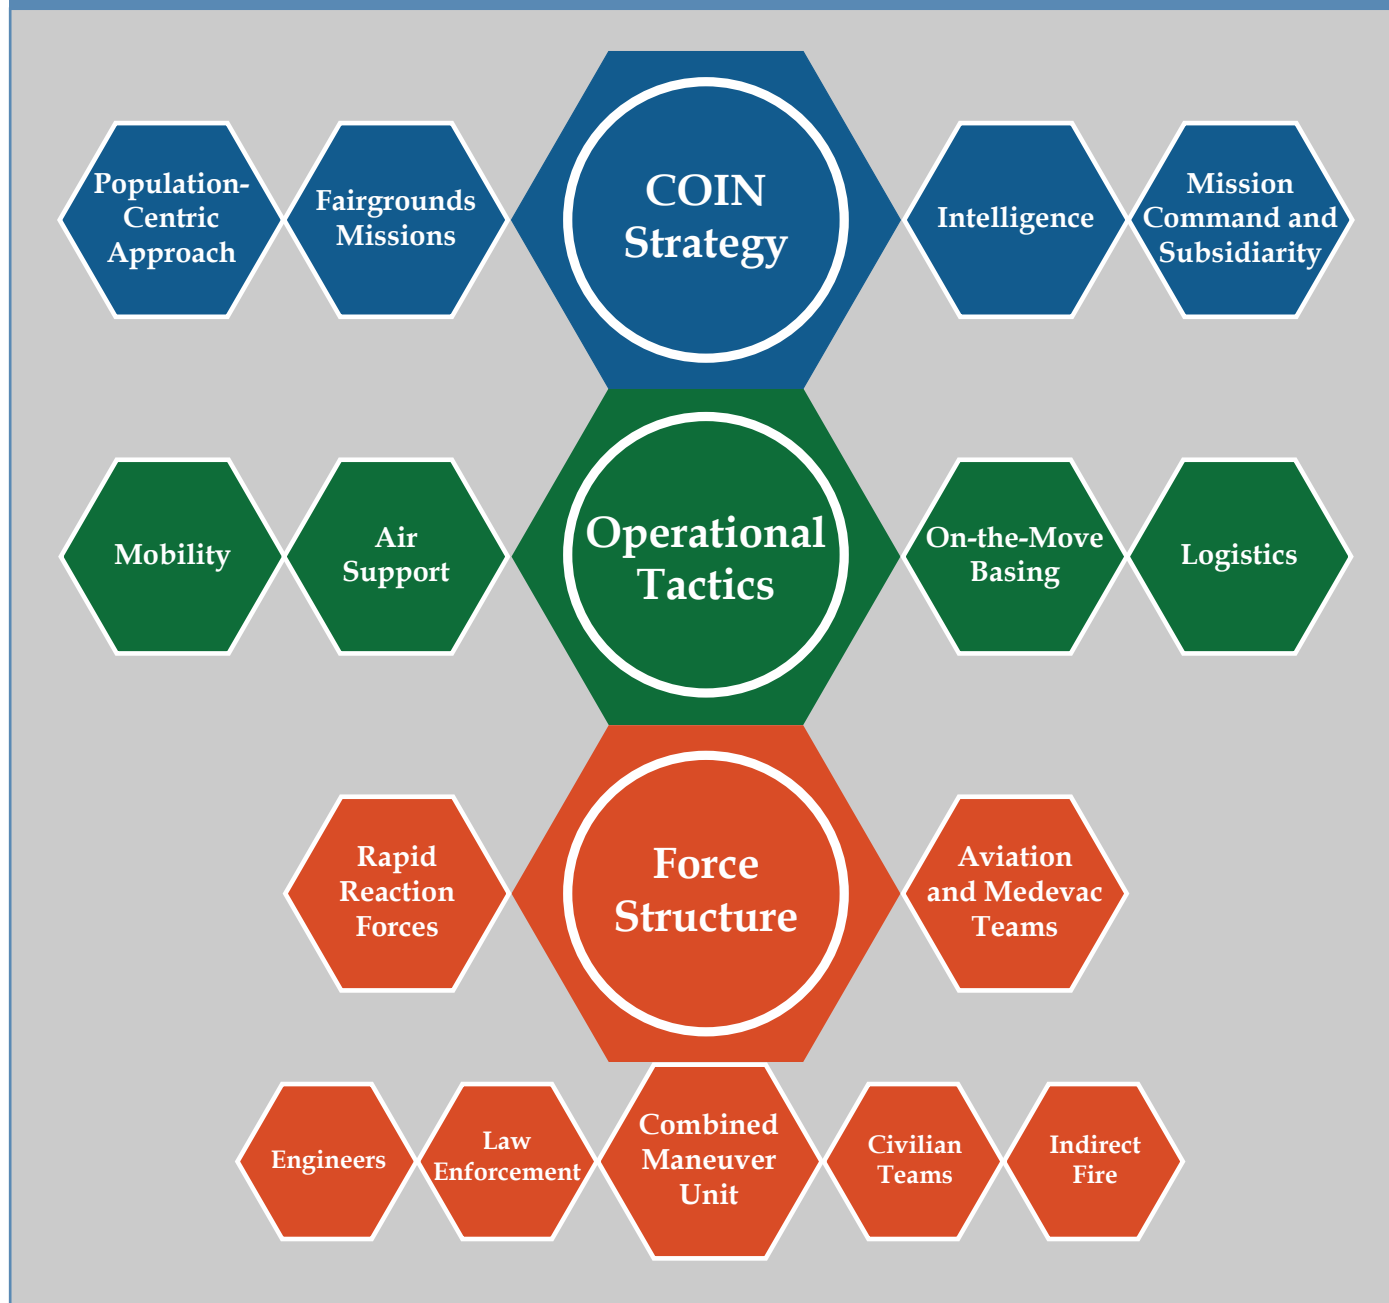 Population-
Centric
Approach
Fairgrounds
Missions
COIN
Strategy
Intelligence
Mission
Command and
Subsidiarity
Mobility
Air
Support
Operational
Tactics
On-the-Move
Basing
Logistics
Rapid
Reaction
Forces
Force
Structure
Aviation
and Medevac
Teams
Engineers
Law
Enforcement
Combined
Maneuver
Unit
Civilian
Teams
Indirect
Fire